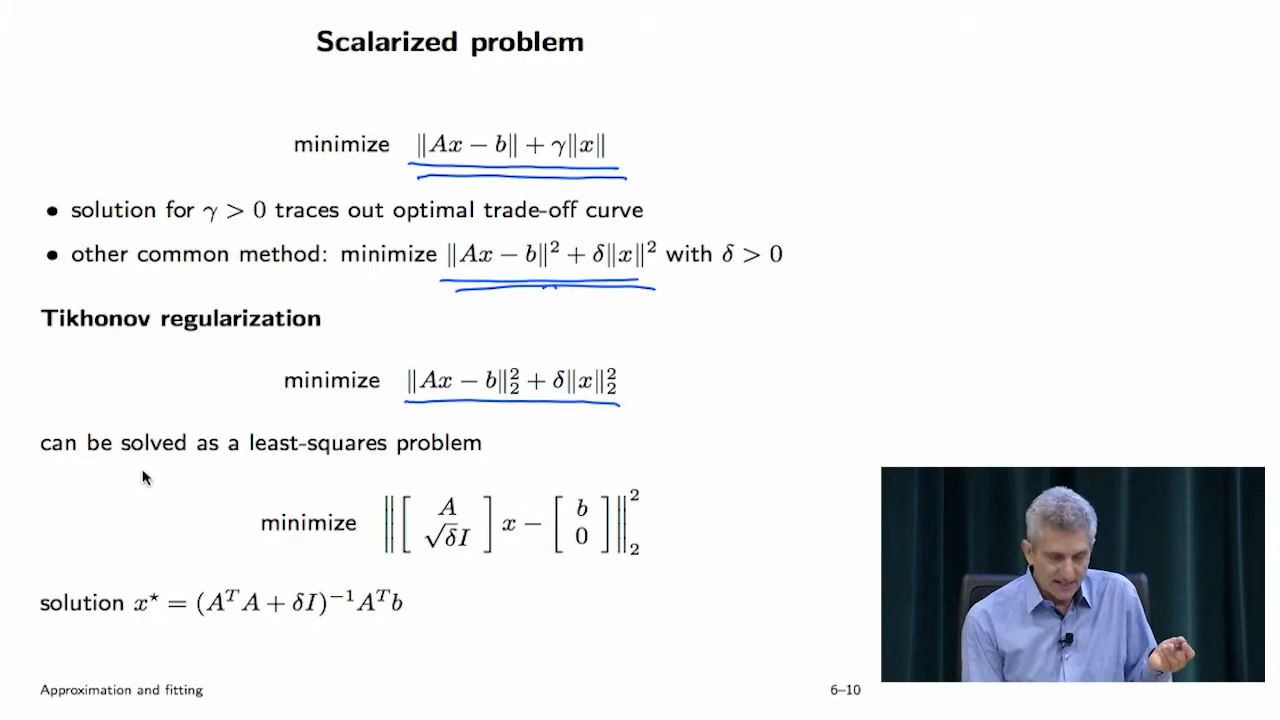 Scalarized problem
minimize ‖Ax − b‖ + γ‖x‖
• solution for γ > 0 traces out optimal trade-off curve
• other common method: minimize ‖Ax − b‖² + δ‖x‖² with δ > 0
Tikhonov regularization
minimize ‖Ax − b‖₂² + δ‖x‖₂²
can be solved as a least-squares problem
minimize ‖[ A ; √δI ] x − [ b ; 0 ]‖₂²
solution x⋆ = (AᵀA + δI)⁻¹Aᵀb
Approximation and fitting 6–10